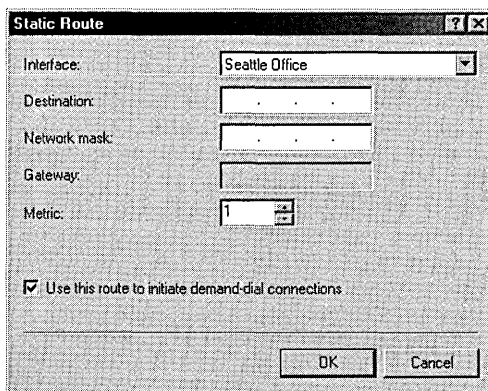 Static Route
Interface: Seattle Office
Destination: . . .
Network mask: . . .
Gateway:
Metric: 1
Use this route to initiate demand-dial connections
OK Cancel